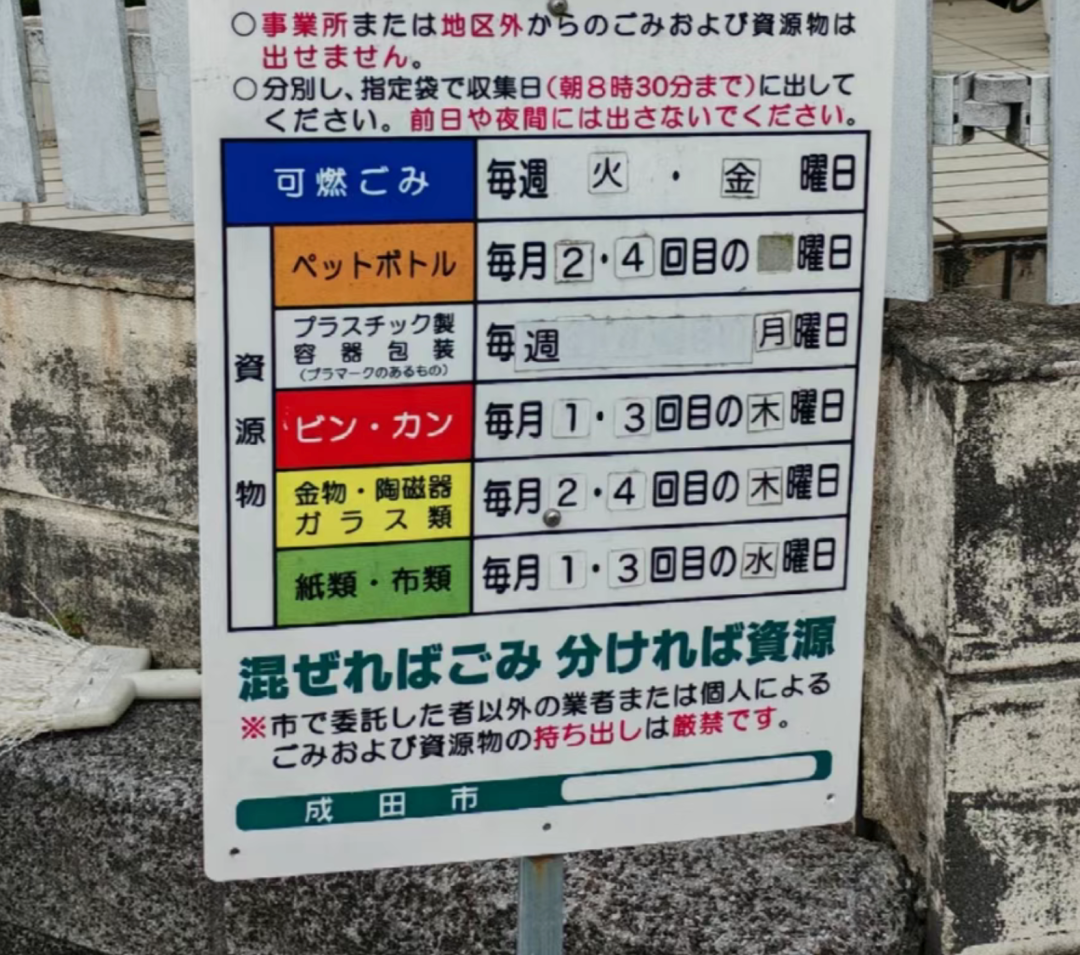 ○事業所または地区外からのごみおよび資源物は
出せません。
○分別し、指定袋で収集日(朝8時30分まで)に出して
ください。前日や夜間には出さないでください。
可燃ごみ 毎週 火・金 曜日
資源物
ペットボトル 毎月2・4回目の 曜日
プラスチック製
容器包装
(プラマークのあるもの)
毎週 月曜日
ビン・カン 毎月1・3回目の木曜日
金物・陶磁器
ガラス類
毎月2・4回目の木曜日
紙類・布類 毎月1・3回目の水曜日
混ぜればごみ 分ければ資源
※市で委託した者以外の業者または個人による
ごみおよび資源物の持ち出しは厳禁です。
成田市